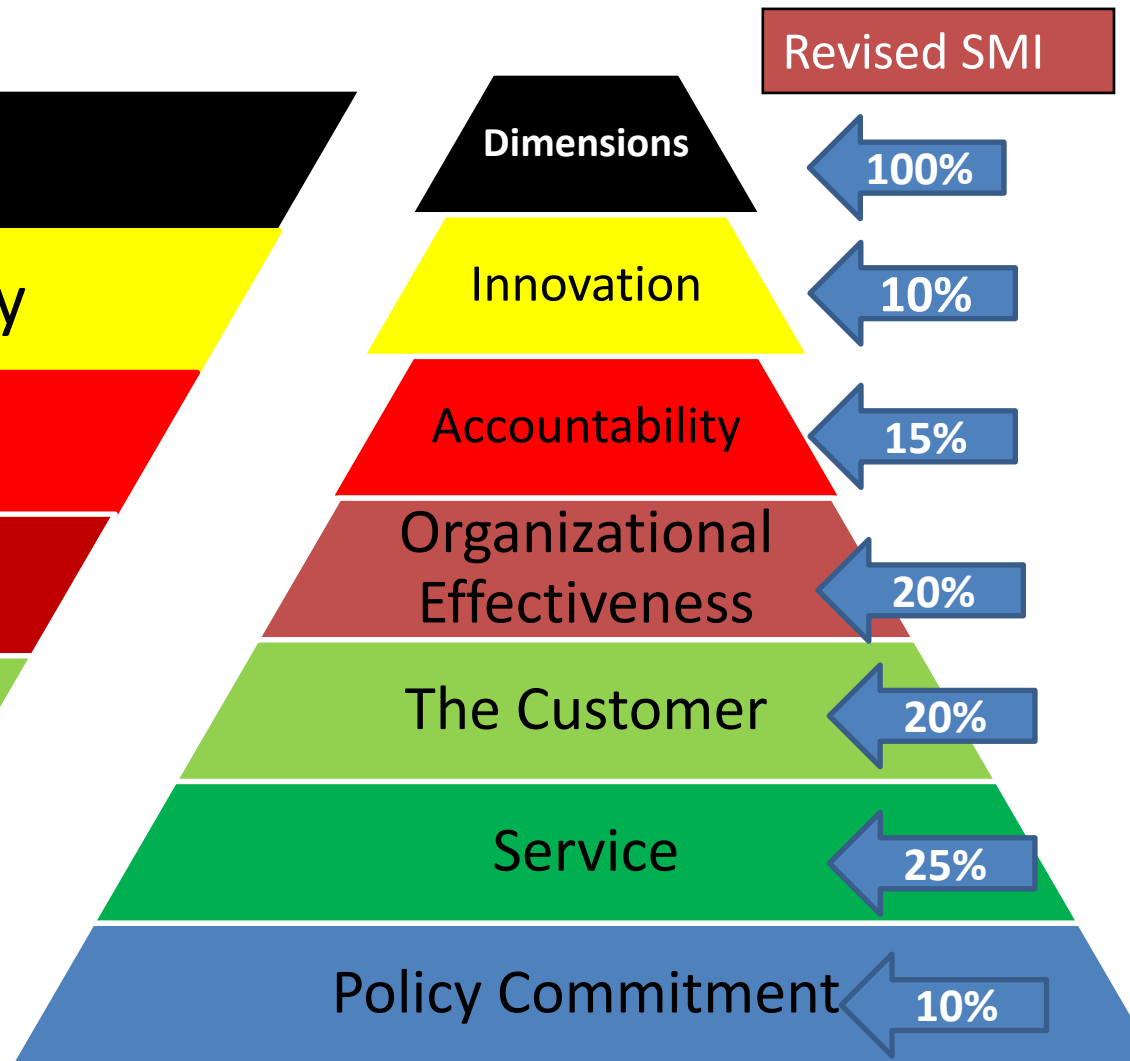 Revised SMI
Dimensions
100%
Innovation
10%
y
Accountability
15%
Organizational
Effectiveness
20%
The Customer
20%
Service
25%
Policy Commitment
10%